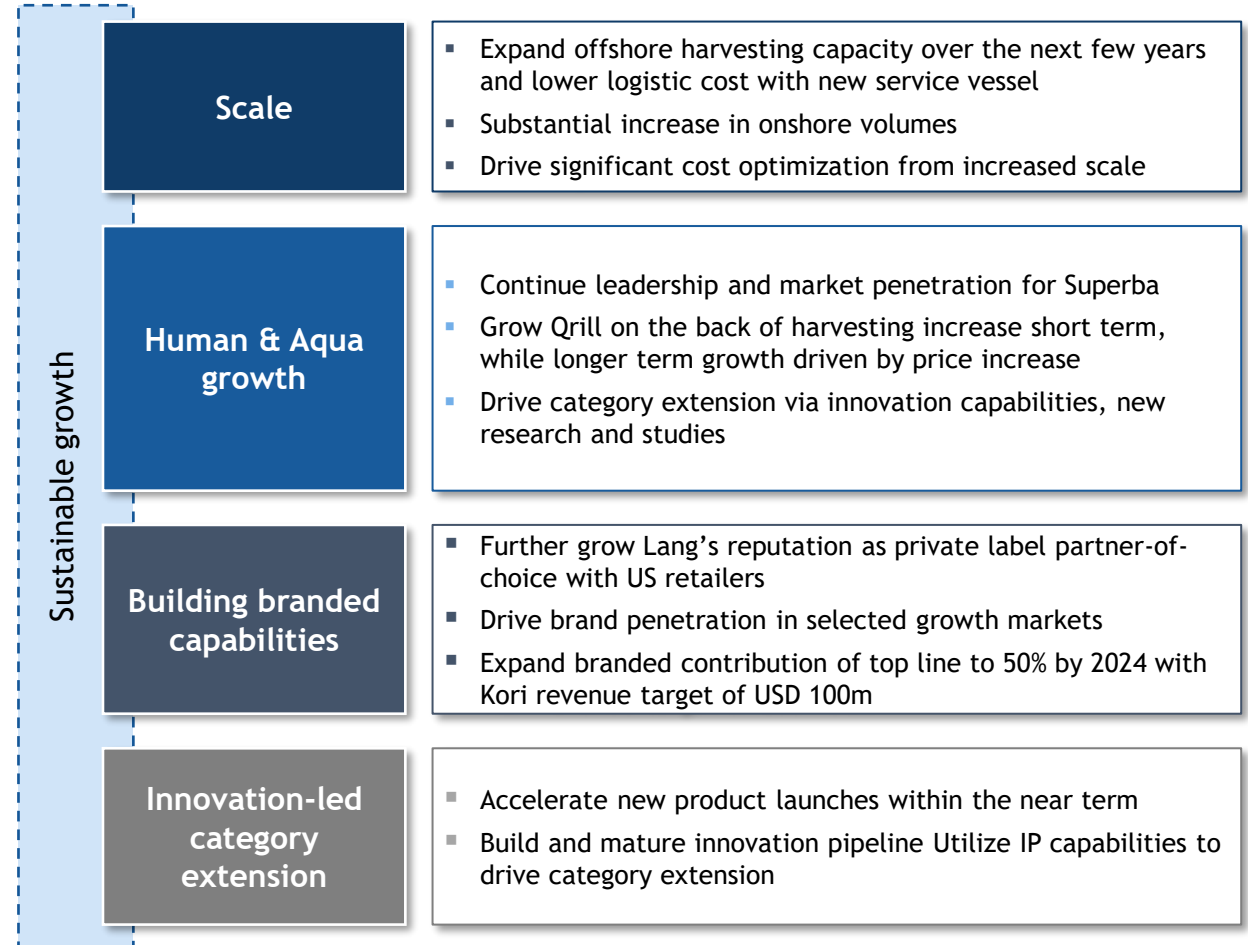 Sustainable growth
Scale
▪ Expand offshore harvesting capacity over the next few years
and lower logistic cost with new service vessel
▪ Substantial increase in onshore volumes
▪ Drive significant cost optimization from increased scale
Human & Aqua
growth
▪ Continue leadership and market penetration for Superba
▪ Grow Qrill on the back of harvesting increase short term,
while longer term growth driven by price increase
▪ Drive category extension via innovation capabilities, new
research and studies
Building branded
capabilities
▪ Further grow Lang’s reputation as private label partner-of-
choice with US retailers
▪ Drive brand penetration in selected growth markets
▪ Expand branded contribution of top line to 50% by 2024 with
Kori revenue target of USD 100m
Innovation-led
category
extension
▪ Accelerate new product launches within the near term
▪ Build and mature innovation pipeline Utilize IP capabilities to
drive category extension